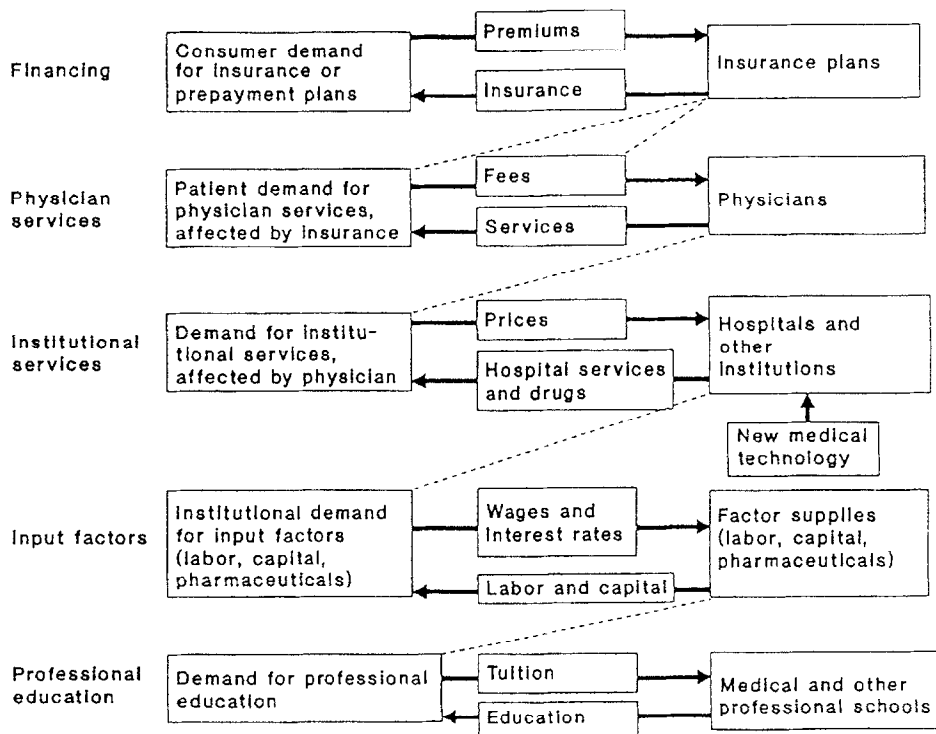 Financing
Consumer demand
for insurance or
prepayment plans
Premiums
Insurance
Insurance plans
Physician
services
Patient demand for
physician services,
affected by insurance
Fees
Services
Physicians
Institutional
services
Demand for institu-
tional services,
affected by physician
Prices
Hospital services
and drugs
Hospitals and
other
institutions
New medical
technology
Input factors
Institutional demand
for input factors
(labor, capital,
pharmaceuticals)
Wages and
interest rates
Labor and capital
Factor supplies
(labor, capital,
pharmaceuticals)
Professional
education
Demand for professional
education
Tuition
Education
Medical and other
professional schools